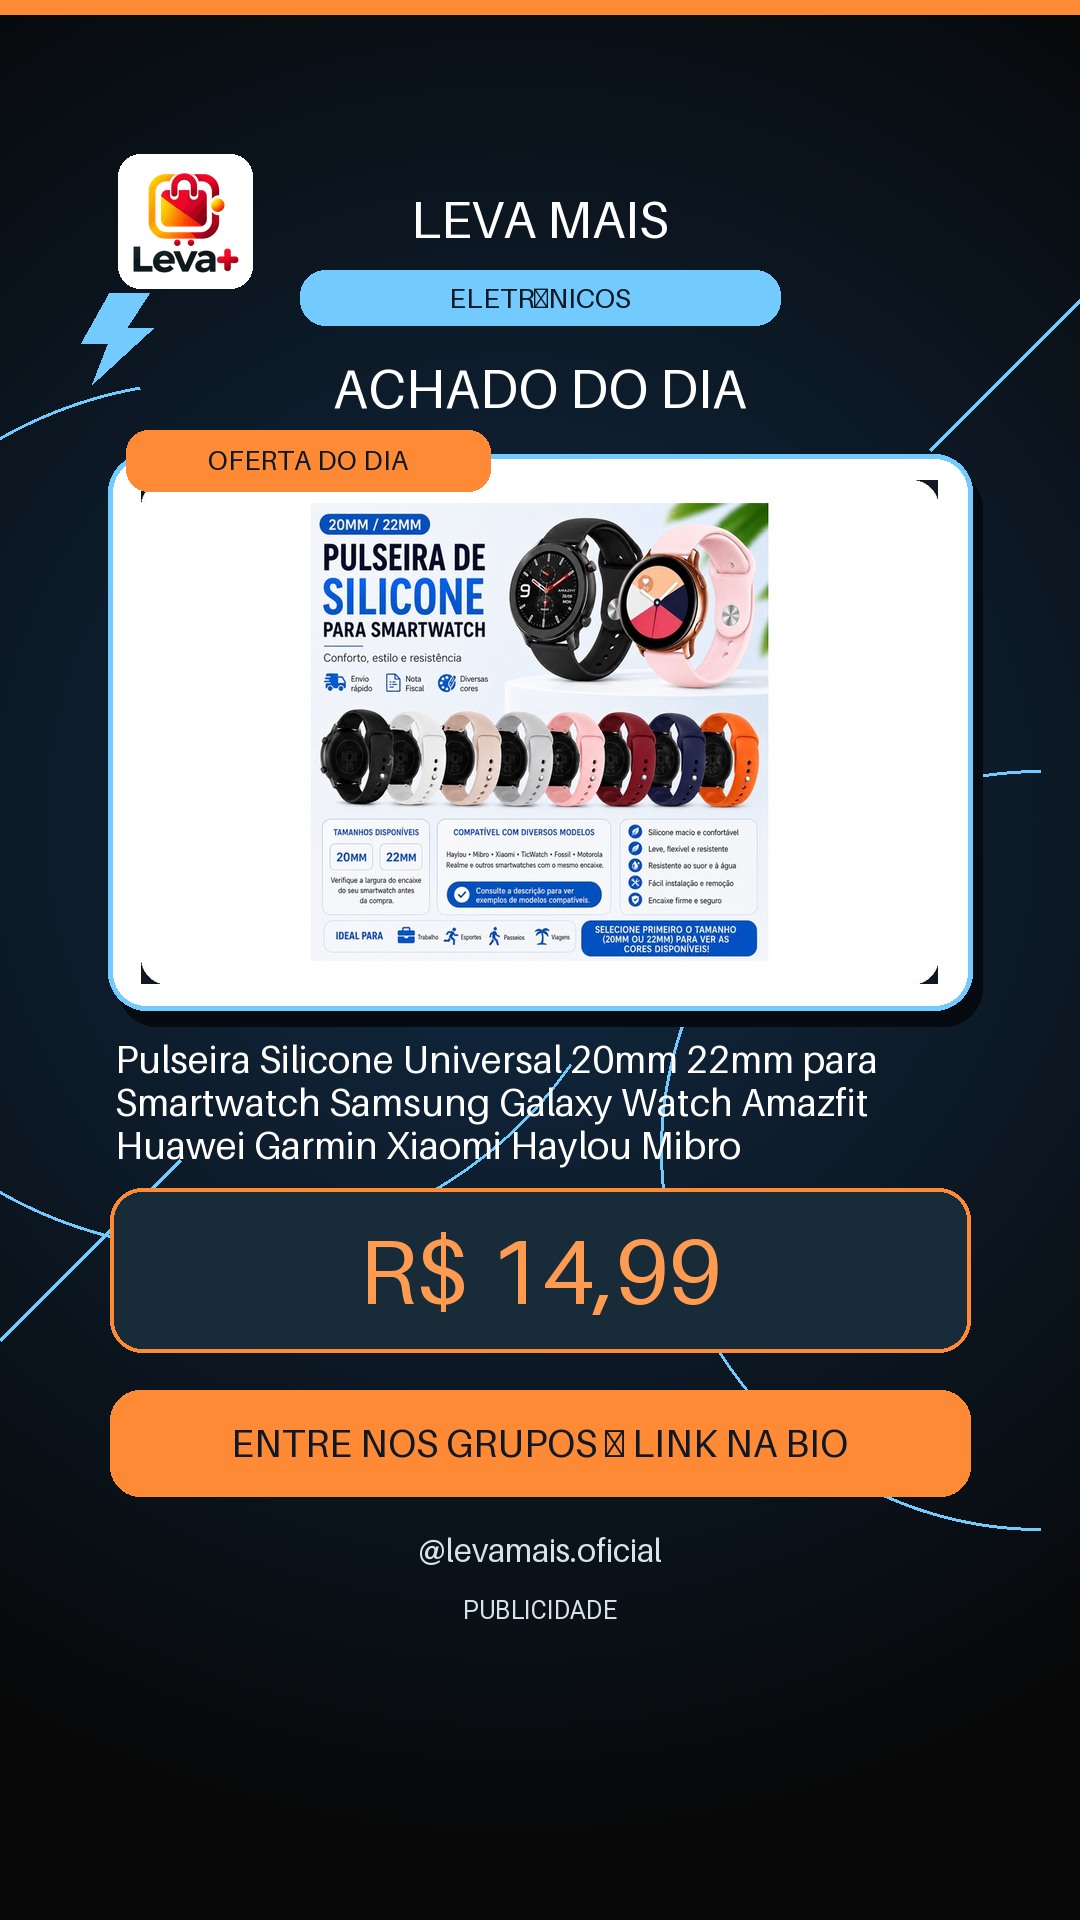 Leva+
LEVA MAIS
ELETR☒NICOS
ACHADO DO DIA
OFERTA DO DIA
20MM / 22MM
PULSEIRA DE
SILICONE
PARA SMARTWATCH
Conforto, estilo e resistência
Envio rápido
Nota Fiscal
Diversas cores
TAMANHOS DISPONÍVEIS
20MM 22MM
Verifique a largura do encaixe
do seu smartwatch antes
da compra.
COMPATÍVEL COM DIVERSOS MODELOS
Haylou • Mibro • Xiaomi • TicWatch • Fossil • Motorola
Realme e outros smartwatches com o mesmo encaixe.
Consulte a descrição para ver
exemplos de modelos compatíveis.
Silicone macio e confortável
Leve, flexível e resistente
Resistente ao suor e à água
Fácil instalação e remoção
Encaixe firme e seguro
IDEAL PARA Trabalho Esportes Passeios Viagens
SELECIONE PRIMEIRO O TAMANHO
(20MM OU 22MM) PARA VER AS
CORES DISPONÍVEIS!
Pulseira Silicone Universal 20mm 22mm para
Smartwatch Samsung Galaxy Watch Amazfit
Huawei Garmin Xiaomi Haylou Mibro
R$ 14,99
ENTRE NOS GRUPOS ☒ LINK NA BIO
@levamais.oficial
PUBLICIDADE